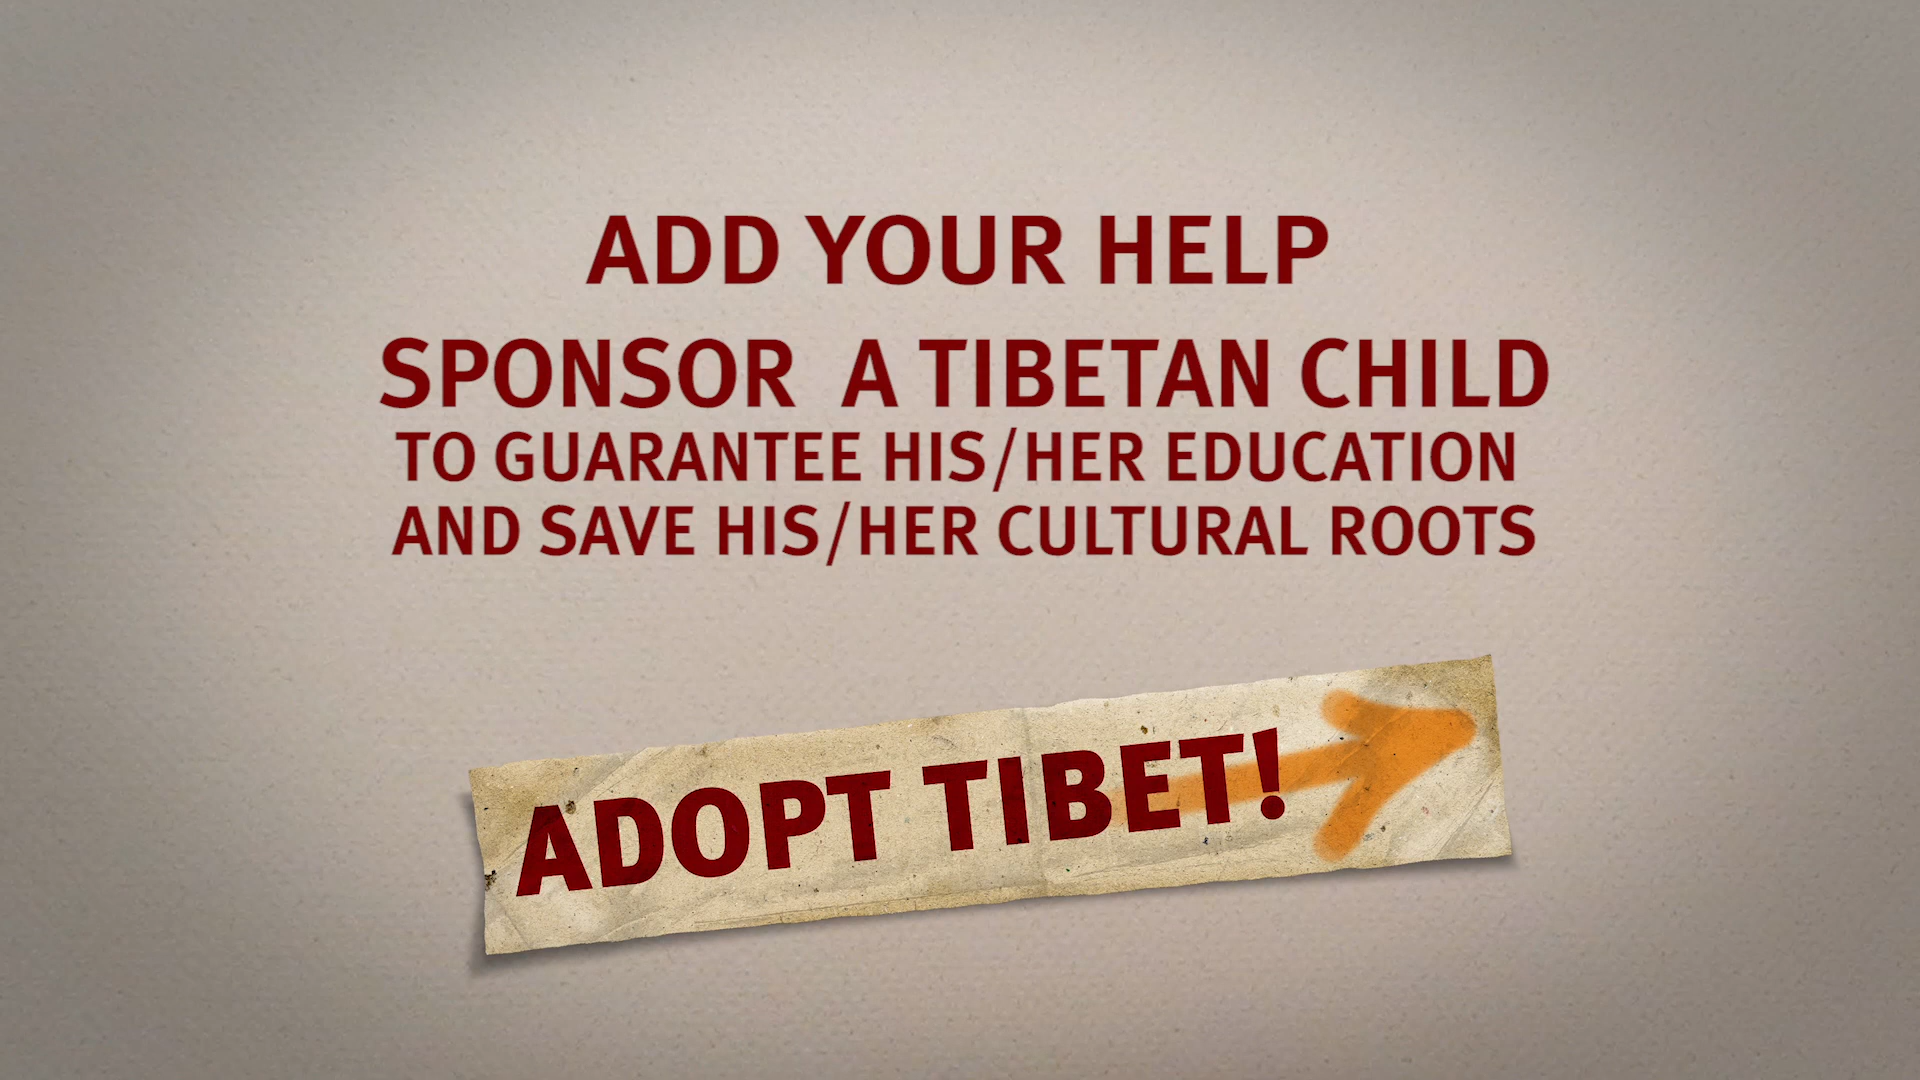 ADD YOUR HELP
SPONSOR A TIBETAN CHILD
TO GUARANTEE HIS/HER EDUCATION
AND SAVE HIS/HER CULTURAL ROOTS
ADOPT TIBET!